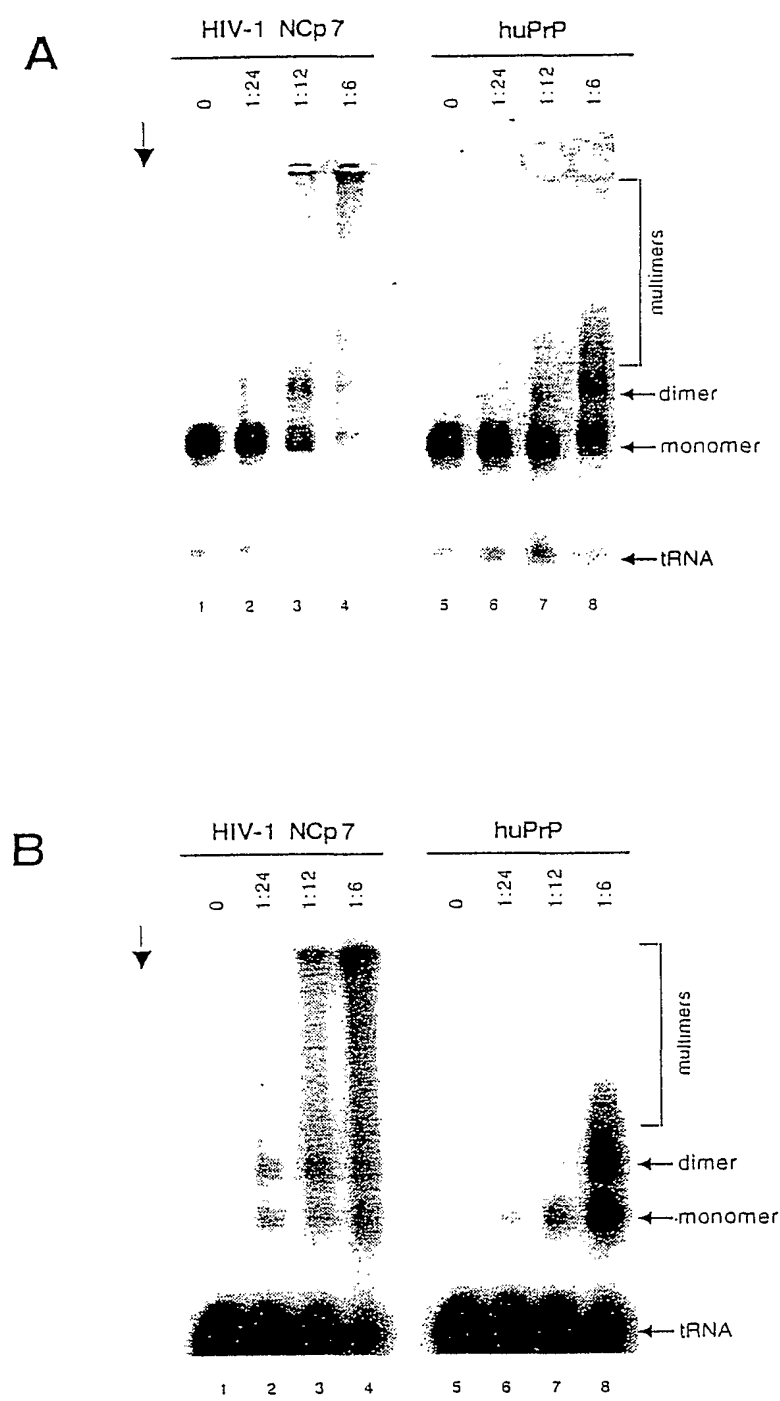 A
HIV-1 NCp7 huPrP
0 1:24 1:12 1:6 0 1:24 1:12 1:6
multimers
dimer
monomer
tRNA
1 2 3 4 5 6 7 8
B
HIV-1 NCp7 huPrP
0 1:24 1:12 1:6 0 1:24 1:12 1:6
multimers
dimer
monomer
tRNA
1 2 3 4 5 6 7 8